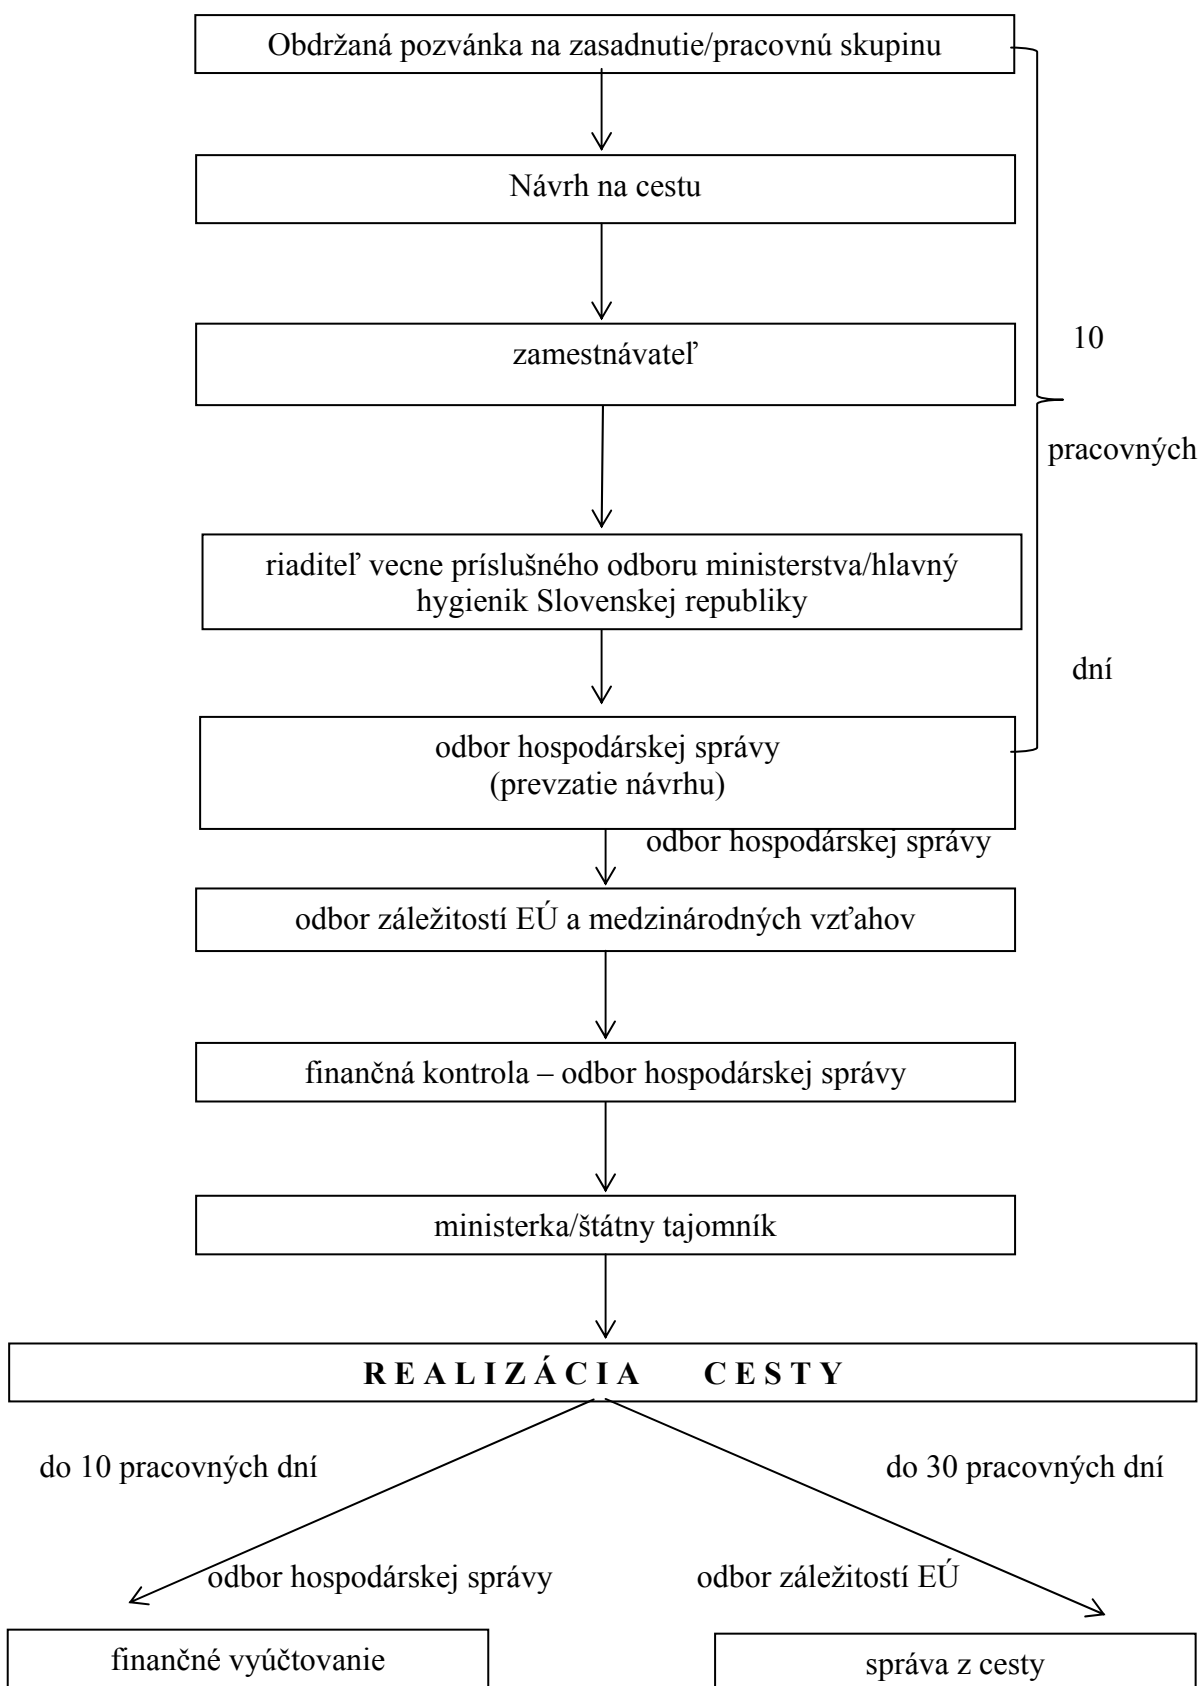 Obdržaná pozvánka na zasadnutie/pracovnú skupinu
Návrh na cestu
10
zamestnávateľ
pracovných
riaditeľ vecne príslušného odboru ministerstva/hlavný
hygienik Slovenskej republiky
dní
odbor hospodárskej správy
(prevzatie návrhu)
odbor hospodárskej správy
odbor záležitostí EÚ a medzinárodných vzťahov
finančná kontrola – odbor hospodárskej správy
ministerka/štátny tajomník
R E A L I Z Á C I A C E S T Y
do 10 pracovných dní
do 30 pracovných dní
odbor hospodárskej správy
odbor záležitostí EÚ
finančné vyúčtovanie
správa z cesty